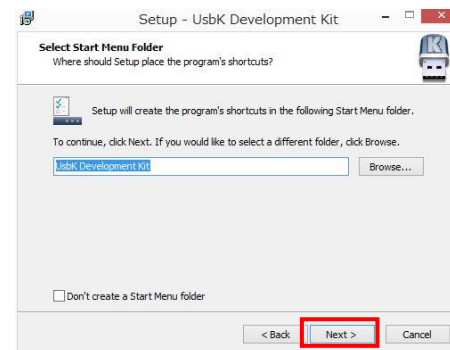 Setup - UsbK Development Kit
Select Start Menu Folder
Where should Setup place the program's shortcuts?
K
Setup will create the program's shortcuts in the following Start Menu folder.
To continue, click Next. If you would like to select a different folder, click Browse.
UsbK Development Kit
Browse...
Don't create a Start Menu folder
< Back Next > Cancel